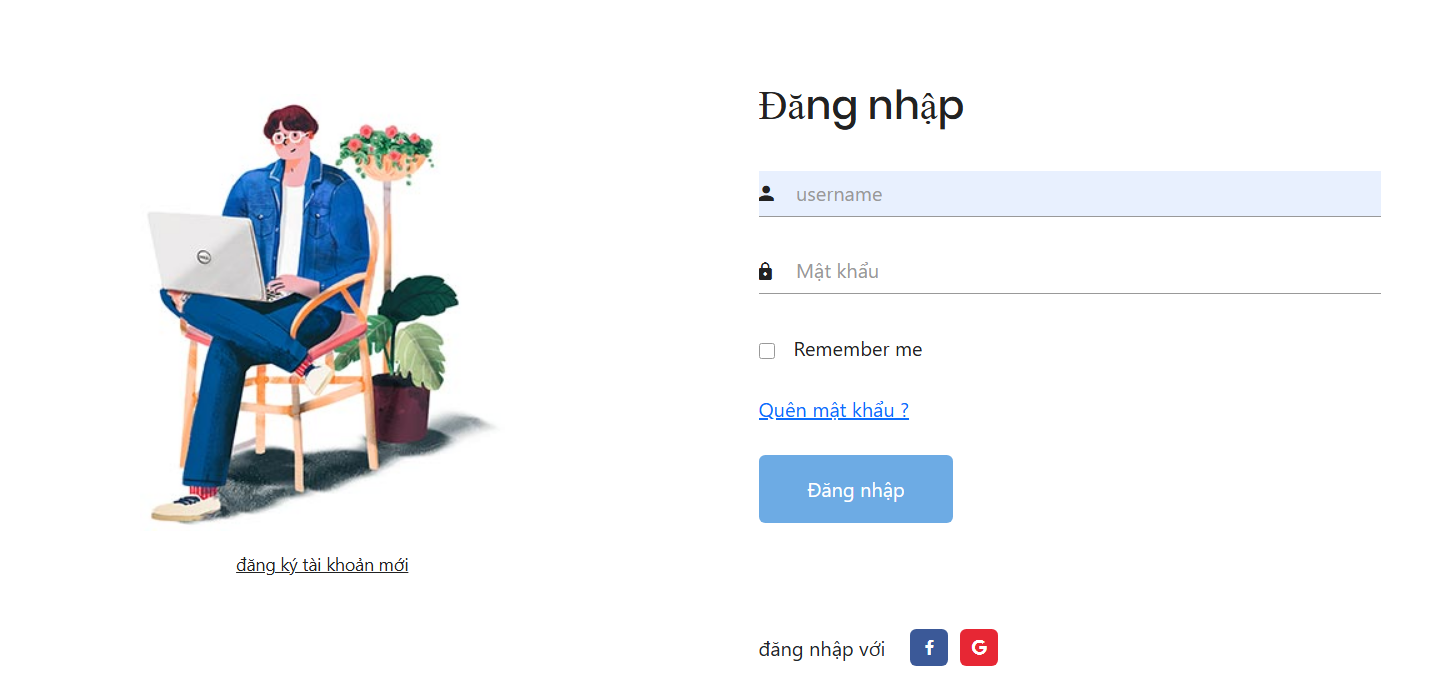 Đăng nhập
username
Mật khẩu
Remember me
Quên mật khẩu ?
Đăng nhập
đăng ký tài khoản mới
đăng nhập với